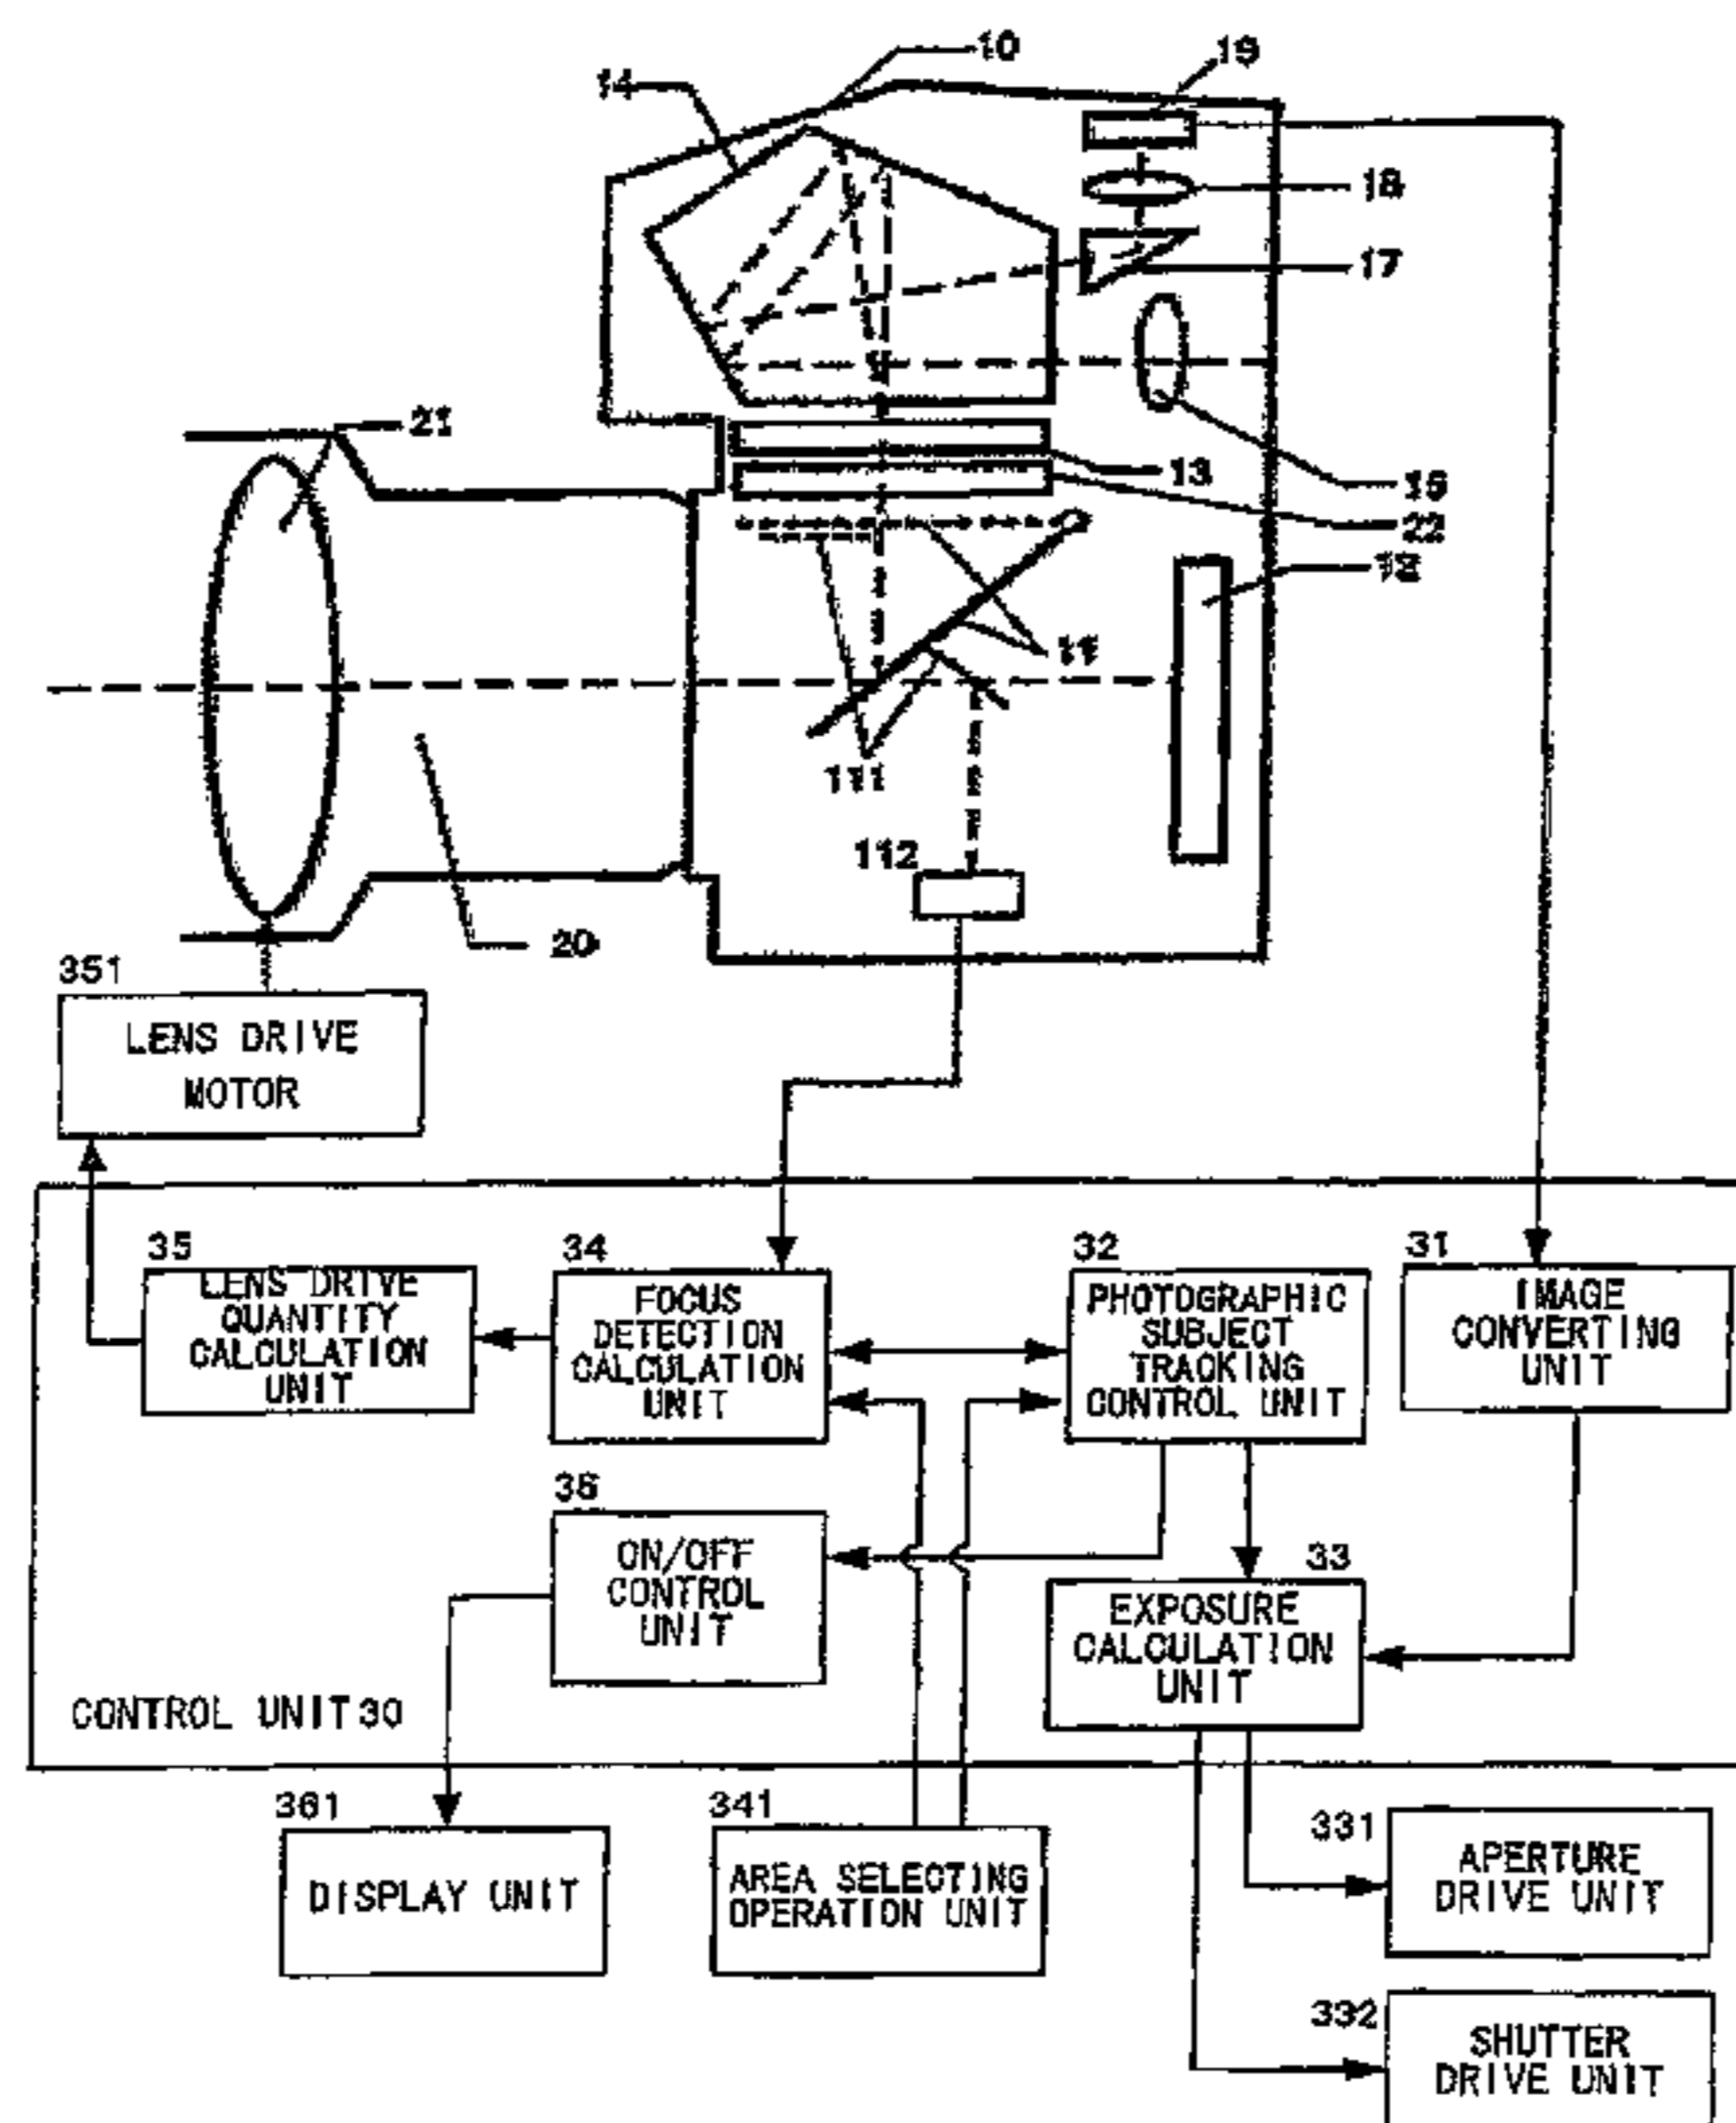 10
19
14
18
17
21
13
15
22
12
11
111
112
20
351
LENS DRIVE
MOTOR
35
LENS DRIVE
QUANTITY
CALCULATION
UNIT
34
FOCUS
DETECTION
CALCULATION
UNIT
32
PHOTOGRAPHIC
SUBJECT
TRACKING
CONTROL UNIT
31
IMAGE
CONVERTING
UNIT
36
ON/OFF
CONTROL
UNIT
33
EXPOSURE
CALCULATION
UNIT
CONTROL UNIT 30
361
DISPLAY UNIT
341
AREA SELECTING
OPERATION UNIT
331
APERTURE
DRIVE UNIT
332
SHUTTER
DRIVE UNIT